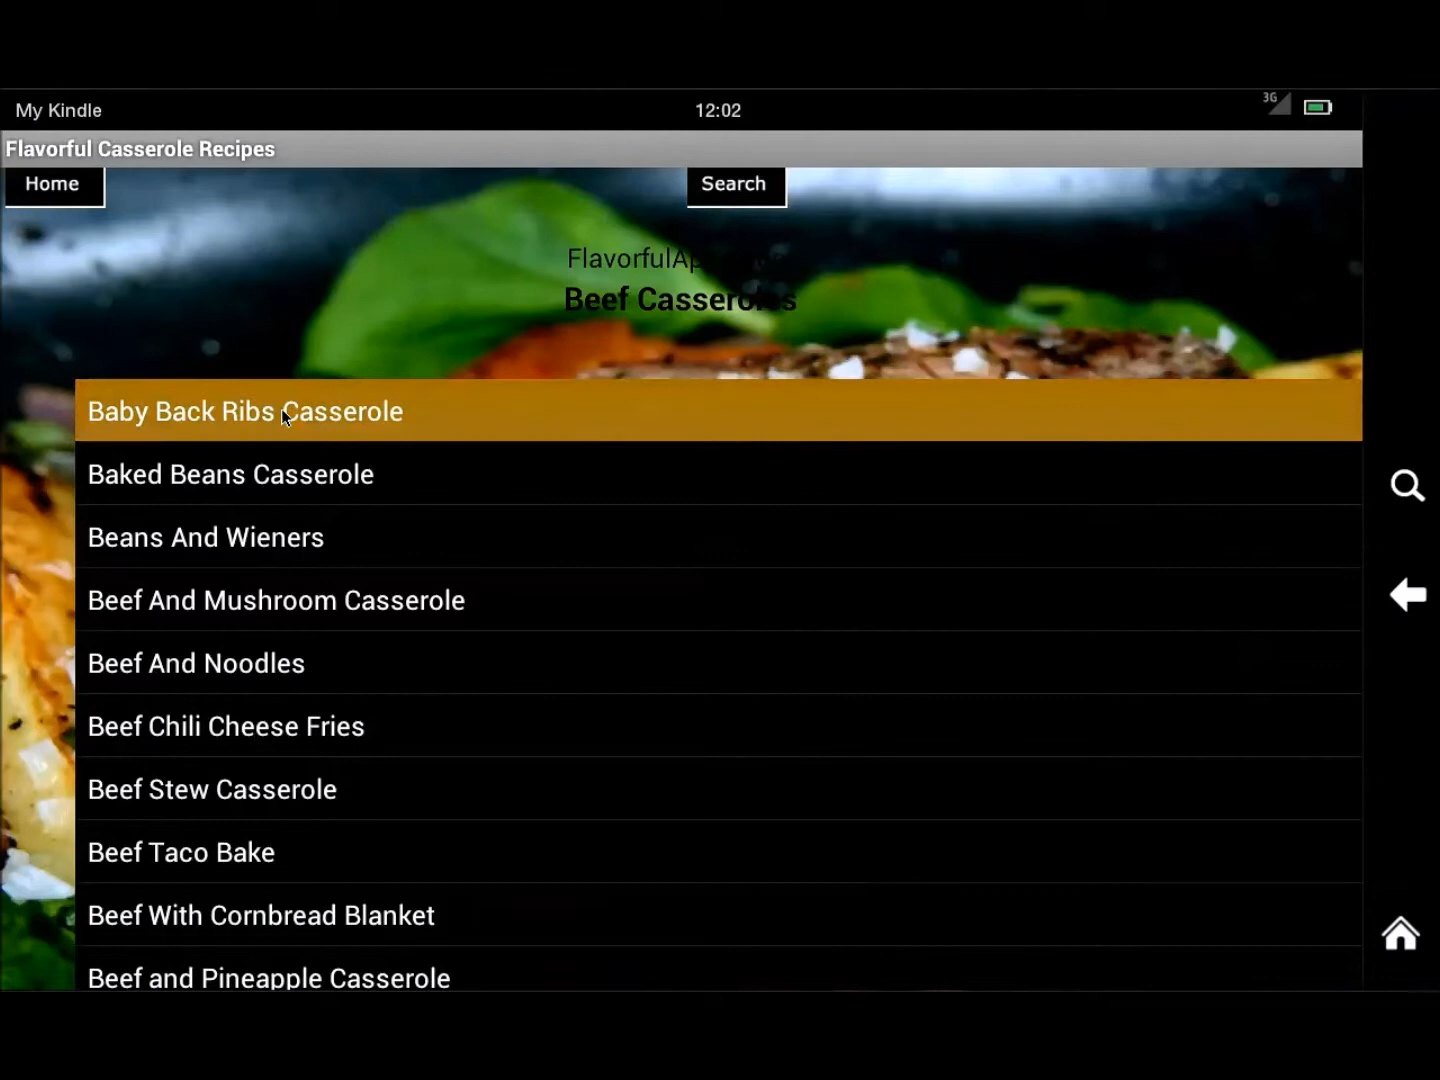 My Kindle
12:02
3G
Flavorful Casserole Recipes
Home
Search
Beef Casseroles
Baby Back Ribs Casserole
Baked Beans Casserole
Beans And Wieners
Beef And Mushroom Casserole
Beef And Noodles
Beef Chili Cheese Fries
Beef Stew Casserole
Beef Taco Bake
Beef With Cornbread Blanket
Beef and Pineapple Casserole